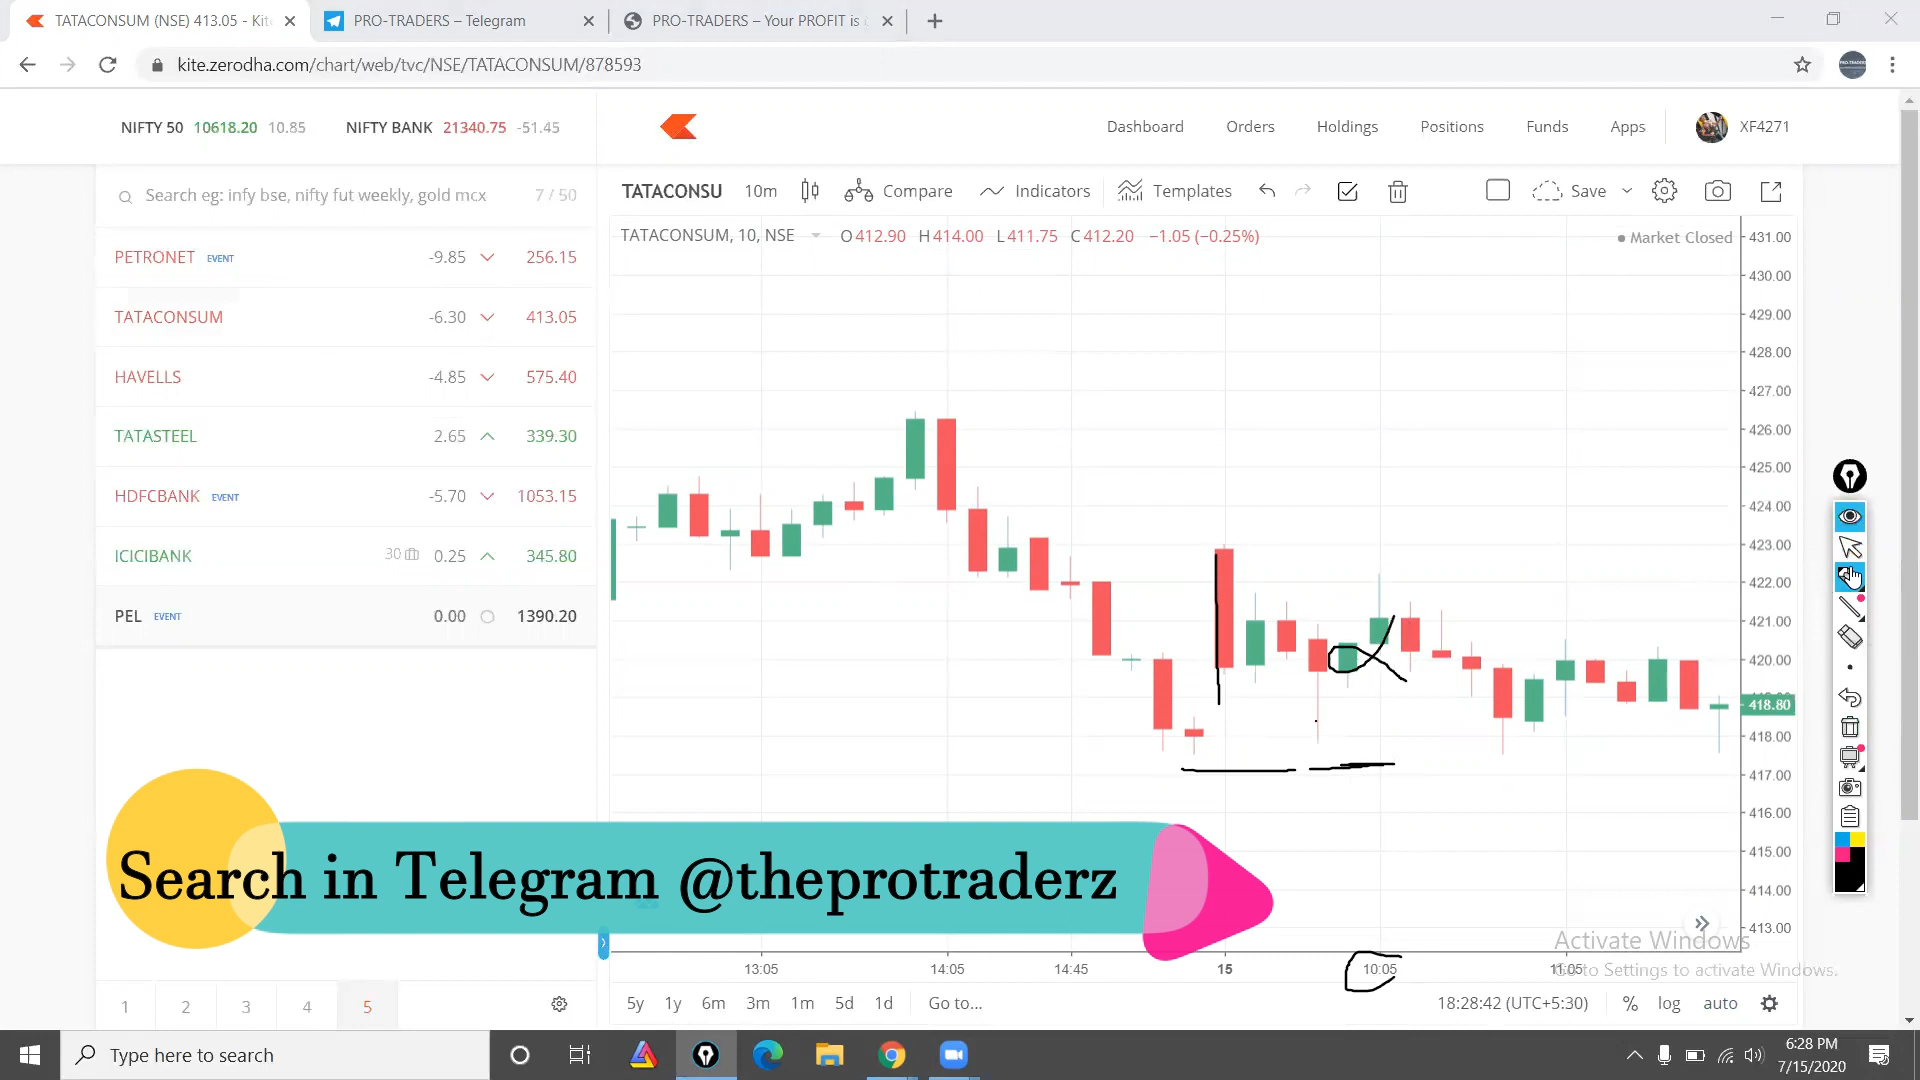 TATACONSUM (NSE) 413.05 - Kite
PRO-TRADERS – Telegram
PRO-TRADERS – Your PROFIT is
kite.zerodha.com/chart/web/tvc/NSE/TATACONSUM/878593
NIFTY 50 10618.20 10.85 NIFTY BANK 21340.75 -51.45
Dashboard Orders Holdings Positions Funds Apps XF4271
Search eg: infy bse, nifty fut weekly, gold mcx 7 / 50
TATACONSU 10m Compare Indicators Templates Save
PETRONET EVENT -9.85 256.15
TATACONSUM -6.30 413.05
HAVELLS -4.85 575.40
TATASTEEL 2.65 339.30
HDFCBANK EVENT -5.70 1053.15
ICICIBANK 30 0.25 345.80
PEL EVENT 0.00 1390.20
TATACONSUM, 10, NSE O412.90 H414.00 L411.75 C412.20 −1.05 (−0.25%)
Market Closed
431.00
430.00
429.00
428.00
427.00
426.00
425.00
424.00
423.00
422.00
421.00
420.00
418.80
418.00
417.00
416.00
415.00
414.00
413.00
Search in Telegram @theprotraderz
Activate Windows
Go to Settings to activate Windows.
13:05 14:05 14:45 15 10:05 11:05
1 2 3 4 5
5y 1y 6m 3m 1m 5d 1d Go to... 18:28:42 (UTC+5:30) % log auto
Type here to search
6:28 PM
7/15/2020